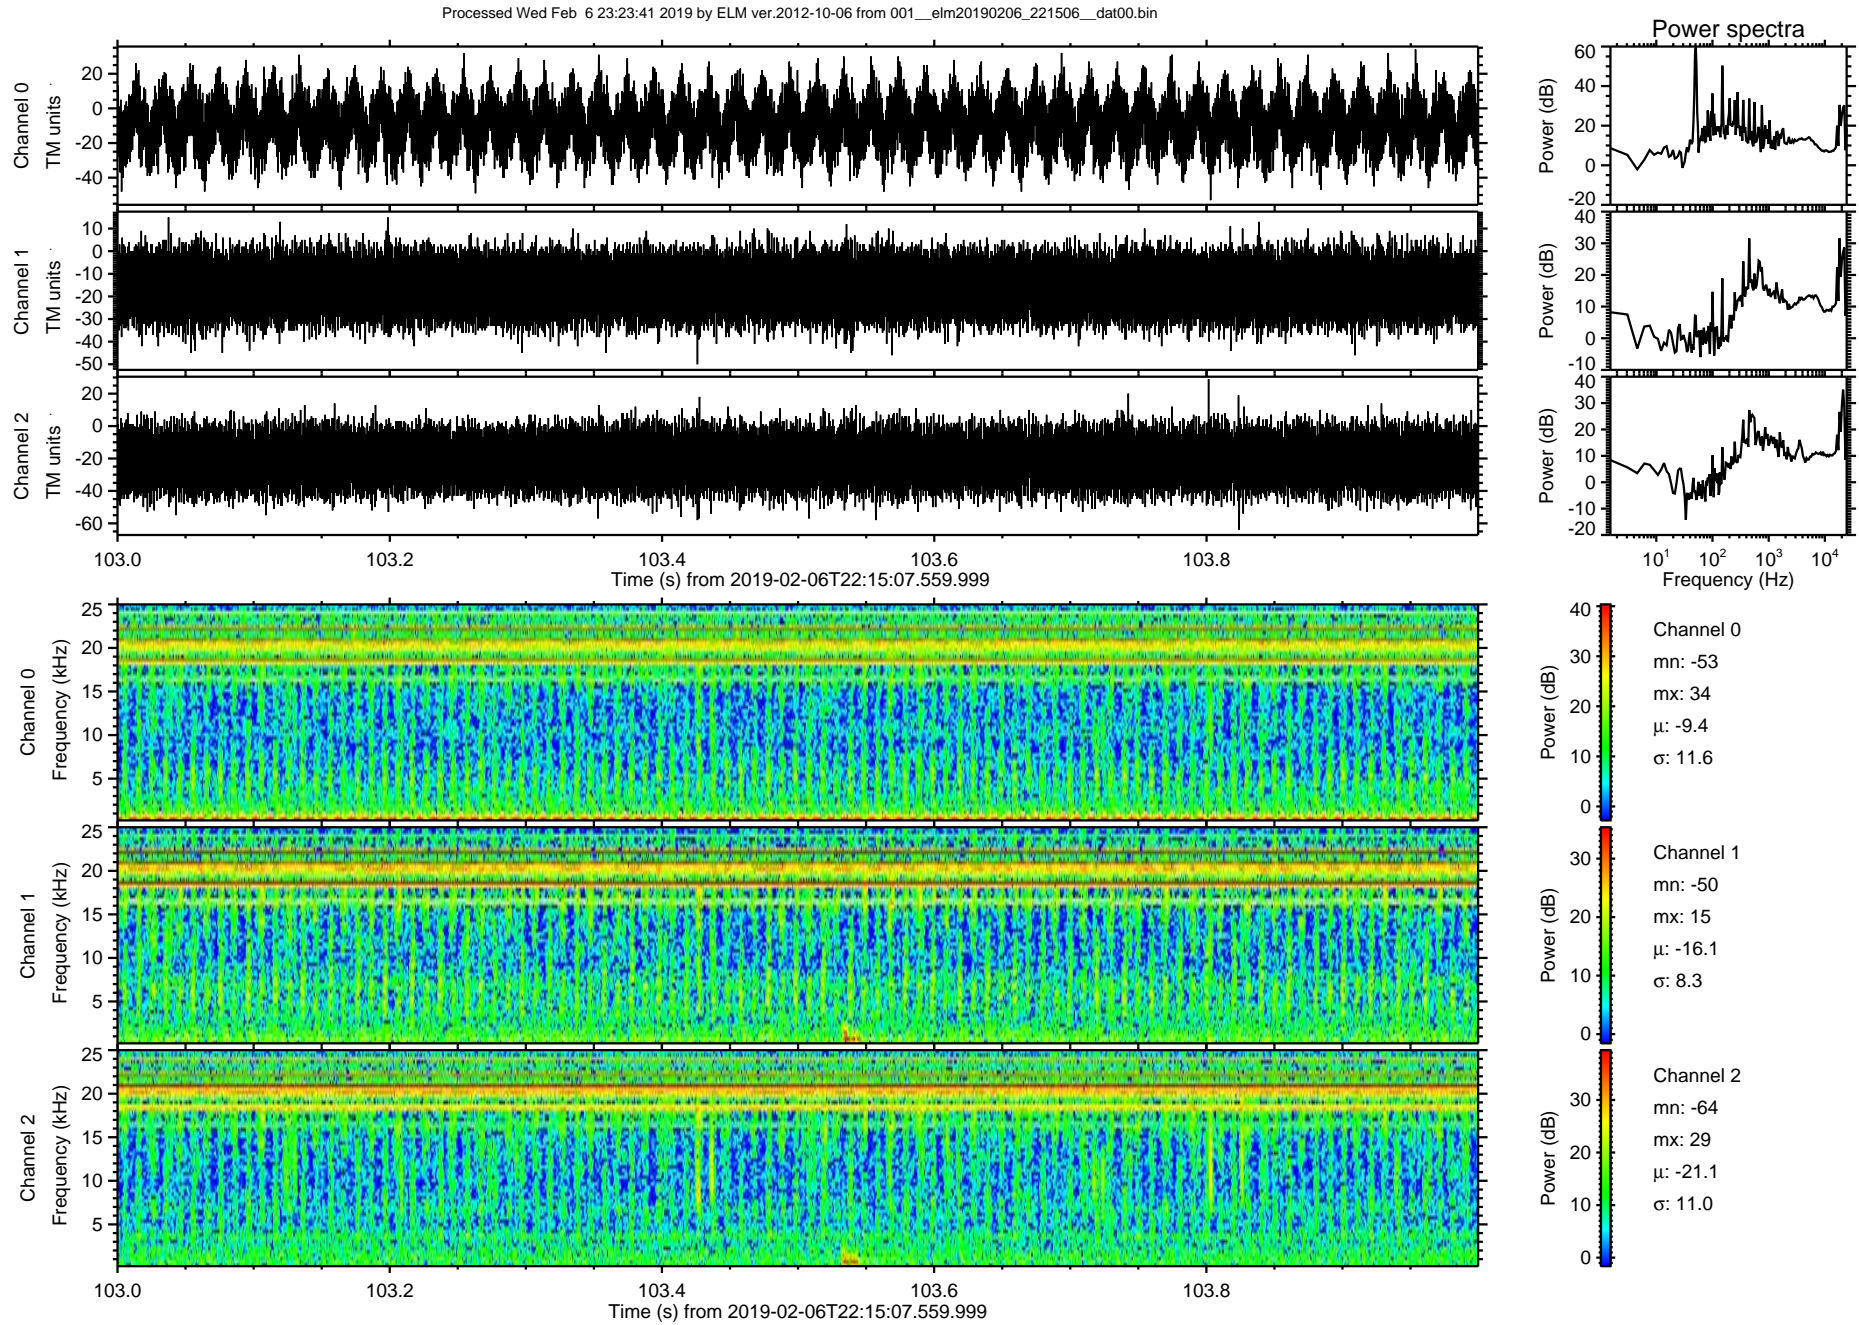 Processed Wed Feb  6 23:23:41 2019 by ELM ver.2012-10-06 from 001__elm20190206_221506__dat00.bin
Power spectra
Channel 0
TM units
20
0
-20
-40
Power (dB)
60
40
20
0
-20
Channel 1
TM units
10
0
-10
-20
-30
-40
-50
Power (dB)
40
30
20
10
0
-10
Channel 2
TM units
20
0
-20
-40
-60
Power (dB)
40
30
20
10
0
-10
-20
103.0 103.2 103.4 103.6 103.8
Time (s) from 2019-02-06T22:15:07.559.999
10^1 10^2 10^3 10^4
Frequency (Hz)
Channel 0
Frequency (kHz)
25
20
15
10
5
Power (dB)
40
30
20
10
0
Channel 0
mn: -53
mx: 34
μ: -9.4
σ: 11.6
Channel 1
Frequency (kHz)
25
20
15
10
5
Power (dB)
30
20
10
0
Channel 1
mn: -50
mx: 15
μ: -16.1
σ: 8.3
Channel 2
Frequency (kHz)
25
20
15
10
5
Power (dB)
30
20
10
0
Channel 2
mn: -64
mx: 29
μ: -21.1
σ: 11.0
103.0 103.2 103.4 103.6 103.8
Time (s) from 2019-02-06T22:15:07.559.999